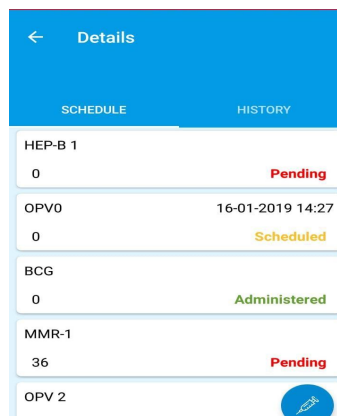 Details
SCHEDULE HISTORY
HEP-B 1
0 Pending
OPV0 16-01-2019 14:27
0 Scheduled
BCG
0 Administered
MMR-1
36 Pending
OPV 2